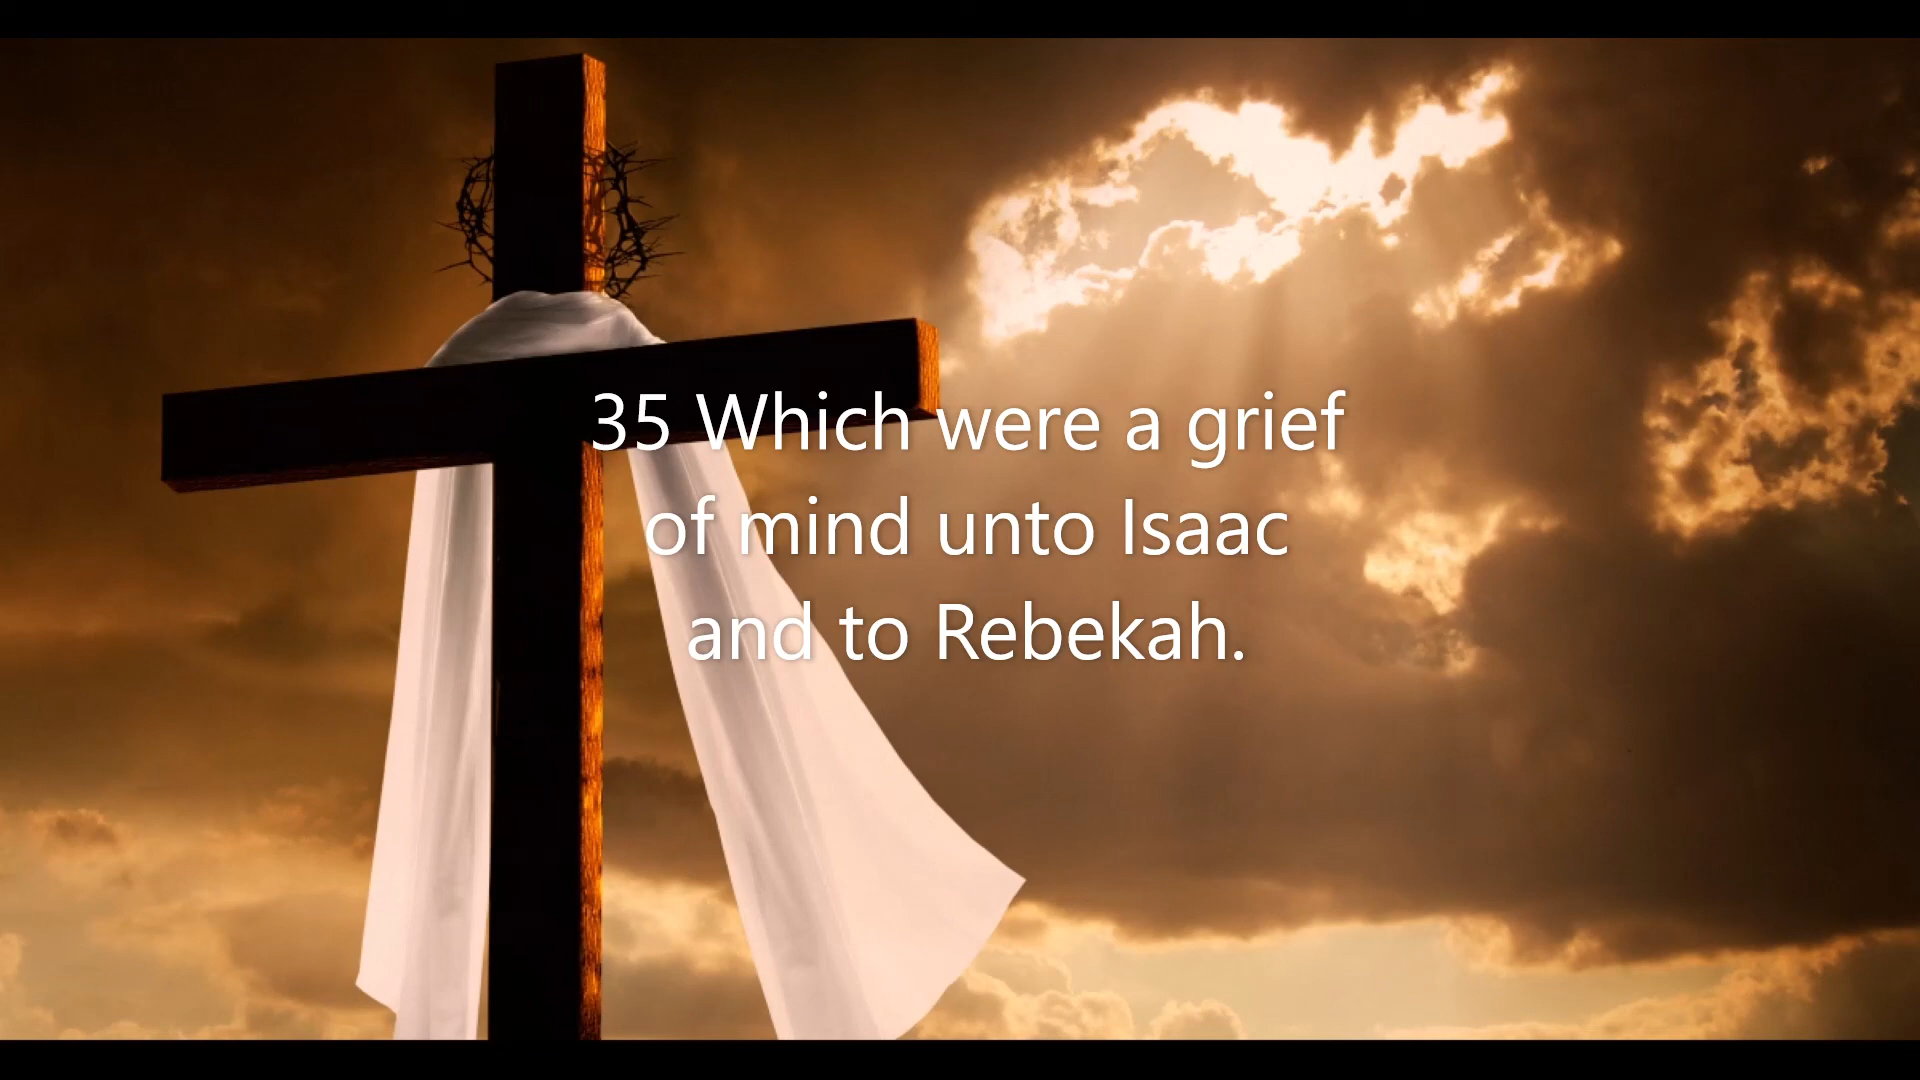 35 Which were a grief
of mind unto Isaac
and to Rebekah.